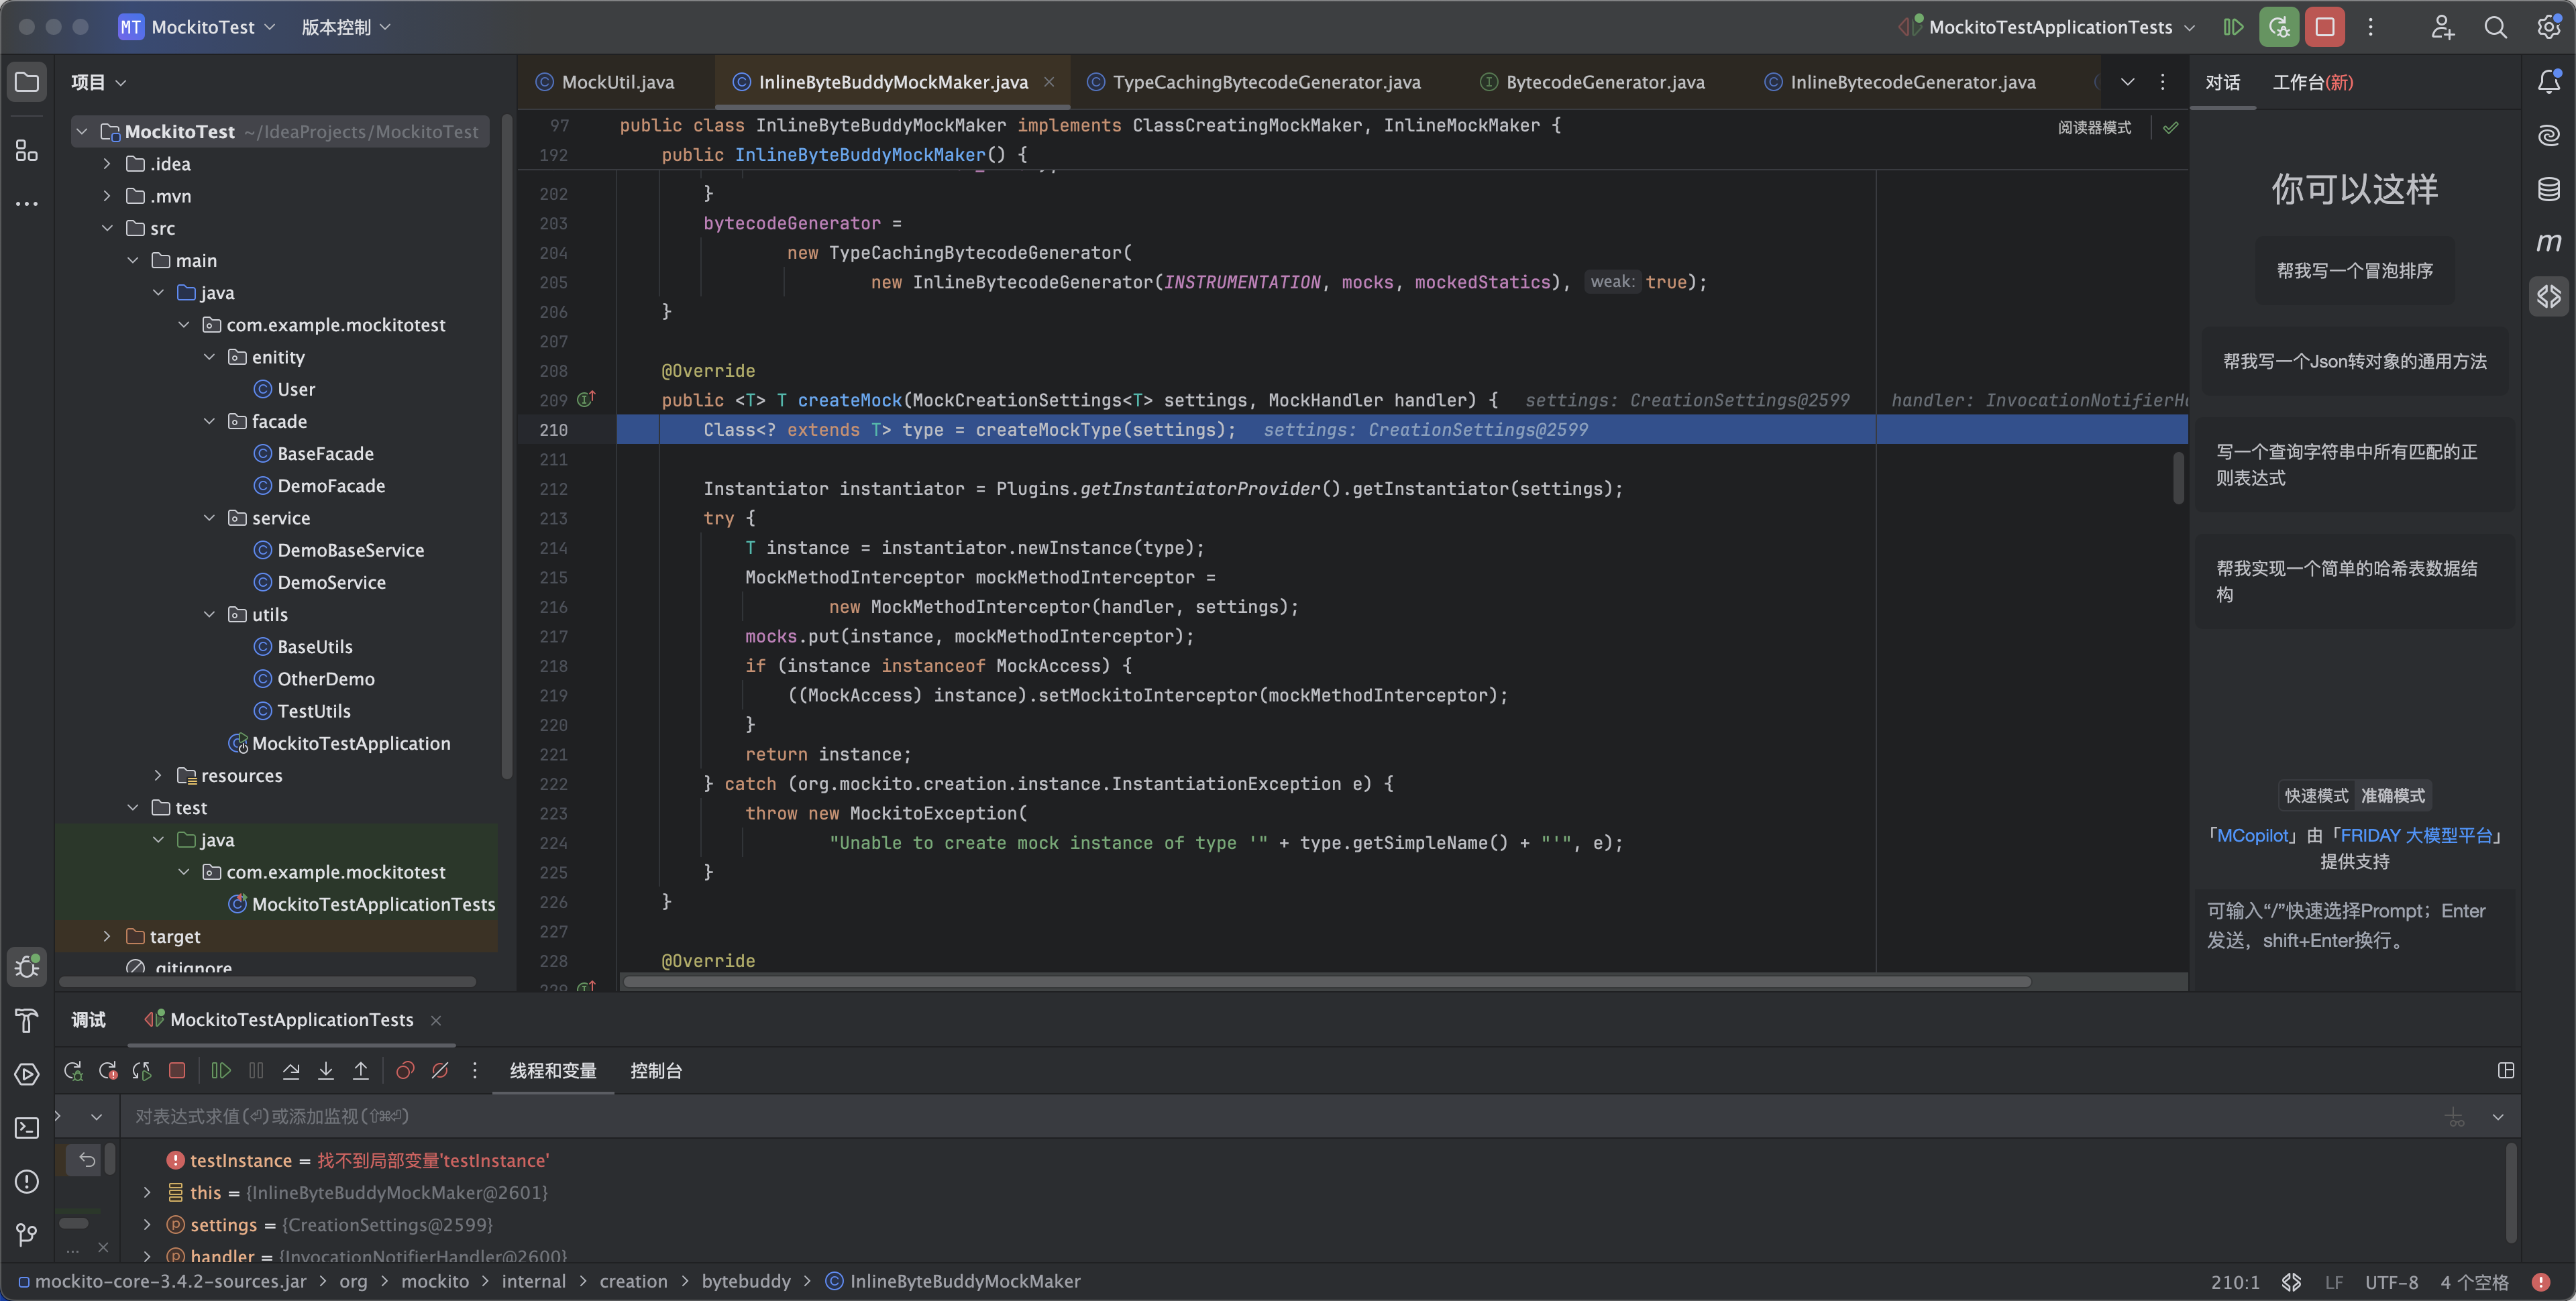 MT MockitoTest 版本控制 MockitoTestApplicationTests
项目
MockitoTest ~/IdeaProjects/MockitoTest
.idea
.mvn
src
main
java
com.example.mockitotest
enitity
User
facade
BaseFacade
DemoFacade
service
DemoBaseService
DemoService
utils
BaseUtils
OtherDemo
TestUtils
MockitoTestApplication
resources
test
java
com.example.mockitotest
MockitoTestApplicationTests
target
.gitignore
MockUtil.java InlineByteBuddyMockMaker.java TypeCachingBytecodeGenerator.java BytecodeGenerator.java InlineBytecodeGenerator.java
阅读器模式
97 public class InlineByteBuddyMockMaker implements ClassCreatingMockMaker, InlineMockMaker {
192 public InlineByteBuddyMockMaker() {
202 }
203 bytecodeGenerator =
204 new TypeCachingBytecodeGenerator(
205 new InlineBytecodeGenerator(INSTRUMENTATION, mocks, mockedStatics), weak: true);
206 }
207
208 @Override
209 public <T> T createMock(MockCreationSettings<T> settings, MockHandler handler) { settings: CreationSettings@2599 handler: InvocationNotifierHa
210 Class<? extends T> type = createMockType(settings); settings: CreationSettings@2599
211
212 Instantiator instantiator = Plugins.getInstantiatorProvider().getInstantiator(settings);
213 try {
214 T instance = instantiator.newInstance(type);
215 MockMethodInterceptor mockMethodInterceptor =
216 new MockMethodInterceptor(handler, settings);
217 mocks.put(instance, mockMethodInterceptor);
218 if (instance instanceof MockAccess) {
219 ((MockAccess) instance).setMockitoInterceptor(mockMethodInterceptor);
220 }
221 return instance;
222 } catch (org.mockito.creation.instance.InstantiationException e) {
223 throw new MockitoException(
224 "Unable to create mock instance of type '" + type.getSimpleName() + "'", e);
225 }
226 }
227
228 @Override
229
对话 工作台(新)
你可以这样
帮我写一个冒泡排序
帮我写一个Json转对象的通用方法
写一个查询字符串中所有匹配的正
则表达式
帮我实现一个简单的哈希表数据结
构
快速模式 准确模式
「MCopilot」由「FRIDAY 大模型平台」
提供支持
可输入“/”快速选择Prompt；Enter
发送，shift+Enter换行。
调试 MockitoTestApplicationTests
线程和变量 控制台
对表达式求值(⏎)或添加监视(⇧⌘⏎)
testInstance = 找不到局部变量'testInstance'
this = {InlineByteBuddyMockMaker@2601}
settings = {CreationSettings@2599}
handler = {InvocationNotifierHandler@2600}
mockito-core-3.4.2-sources.jar > org > mockito > internal > creation > bytebuddy > InlineByteBuddyMockMaker 210:1 LF UTF-8 4 个空格